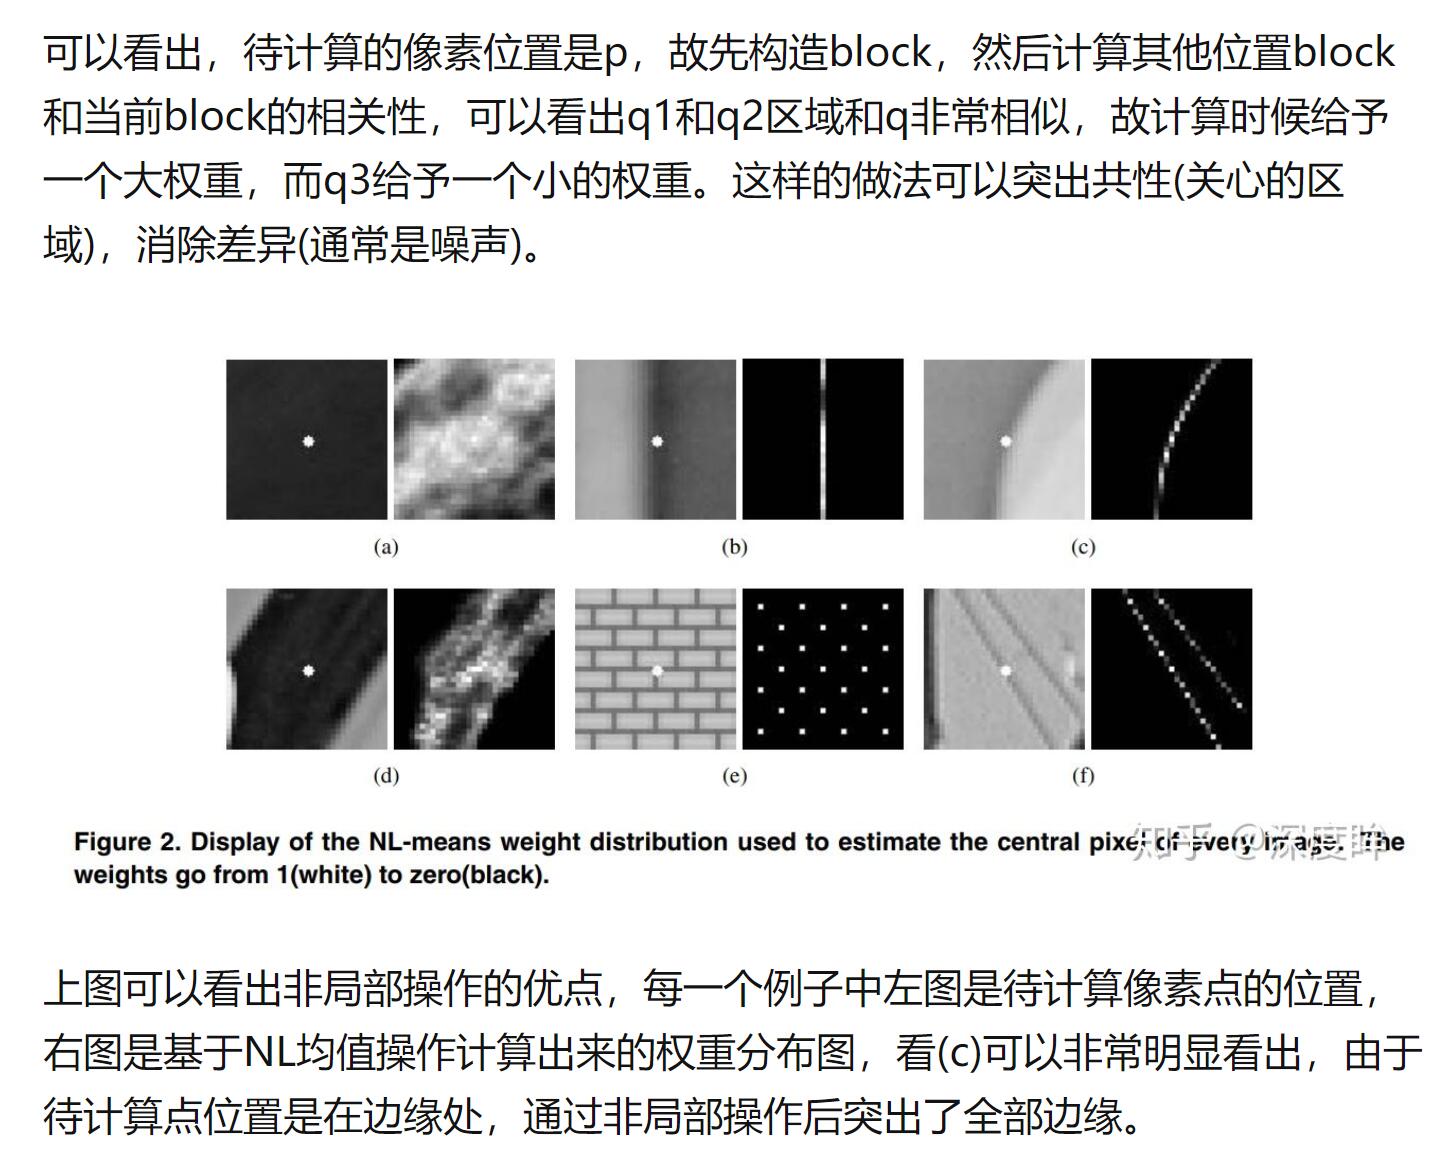 可以看出，待计算的像素位置是p，故先构造block，然后计算其他位置block
和当前block的相关性，可以看出q1和q2区域和q非常相似，故计算时候给予
一个大权重，而q3给予一个小的权重。这样的做法可以突出共性(关心的区
域)，消除差异(通常是噪声)。
(a)
(b)
(c)
(d)
(e)
(f)
Figure 2. Display of the NL-means weight distribution used to estimate the central pixel of every image. The
weights go from 1(white) to zero(black).
知乎 @深度眸
上图可以看出非局部操作的优点，每一个例子中左图是待计算像素点的位置，
右图是基于NL均值操作计算出来的权重分布图，看(c)可以非常明显看出，由于
待计算点位置是在边缘处，通过非局部操作后突出了全部边缘。